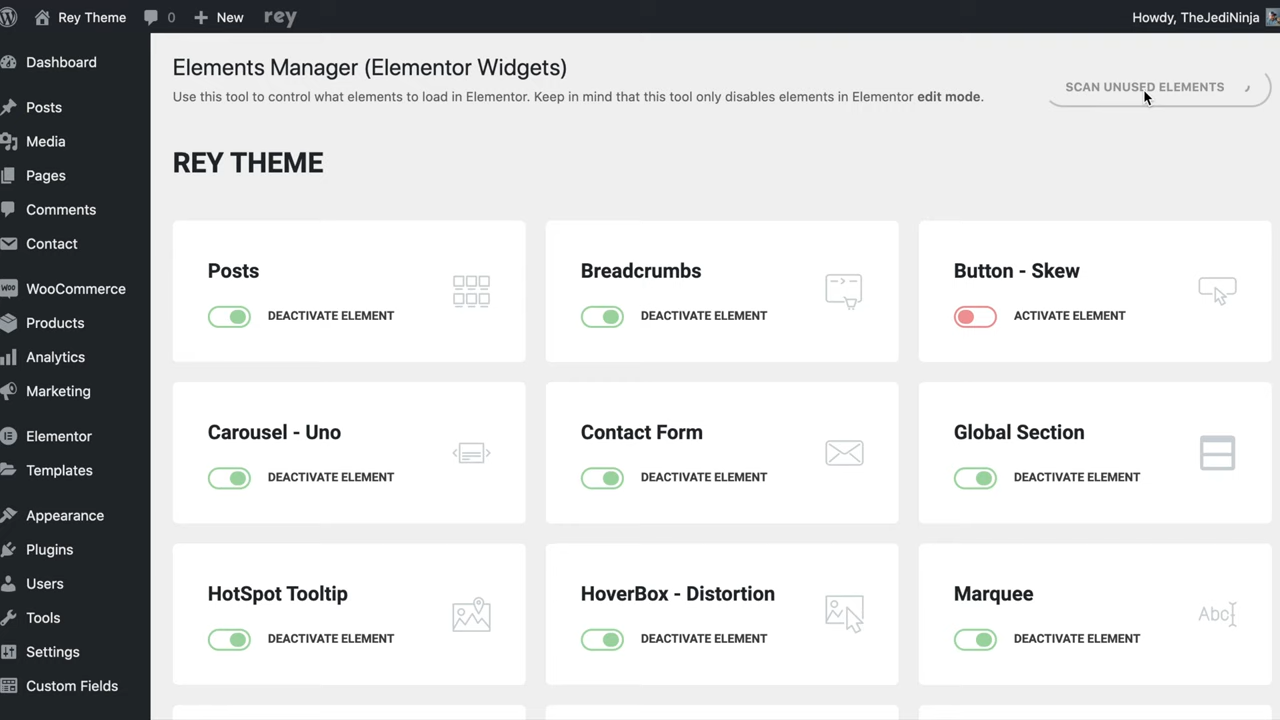 Rey Theme
0
New
rey
Howdy, TheJediNinja
Dashboard
Posts
Media
Pages
Comments
Contact
WooCommerce
Products
Analytics
Marketing
Elementor
Templates
Appearance
Plugins
Users
Tools
Settings
Custom Fields
Elements Manager (Elementor Widgets)
Use this tool to control what elements to load in Elementor. Keep in mind that this tool only disables elements in Elementor edit mode.
SCAN UNUSED ELEMENTS
REY THEME
Posts
DEACTIVATE ELEMENT
Breadcrumbs
DEACTIVATE ELEMENT
Button - Skew
ACTIVATE ELEMENT
Carousel - Uno
DEACTIVATE ELEMENT
Contact Form
DEACTIVATE ELEMENT
Global Section
DEACTIVATE ELEMENT
HotSpot Tooltip
DEACTIVATE ELEMENT
HoverBox - Distortion
DEACTIVATE ELEMENT
Marquee
Abc
DEACTIVATE ELEMENT